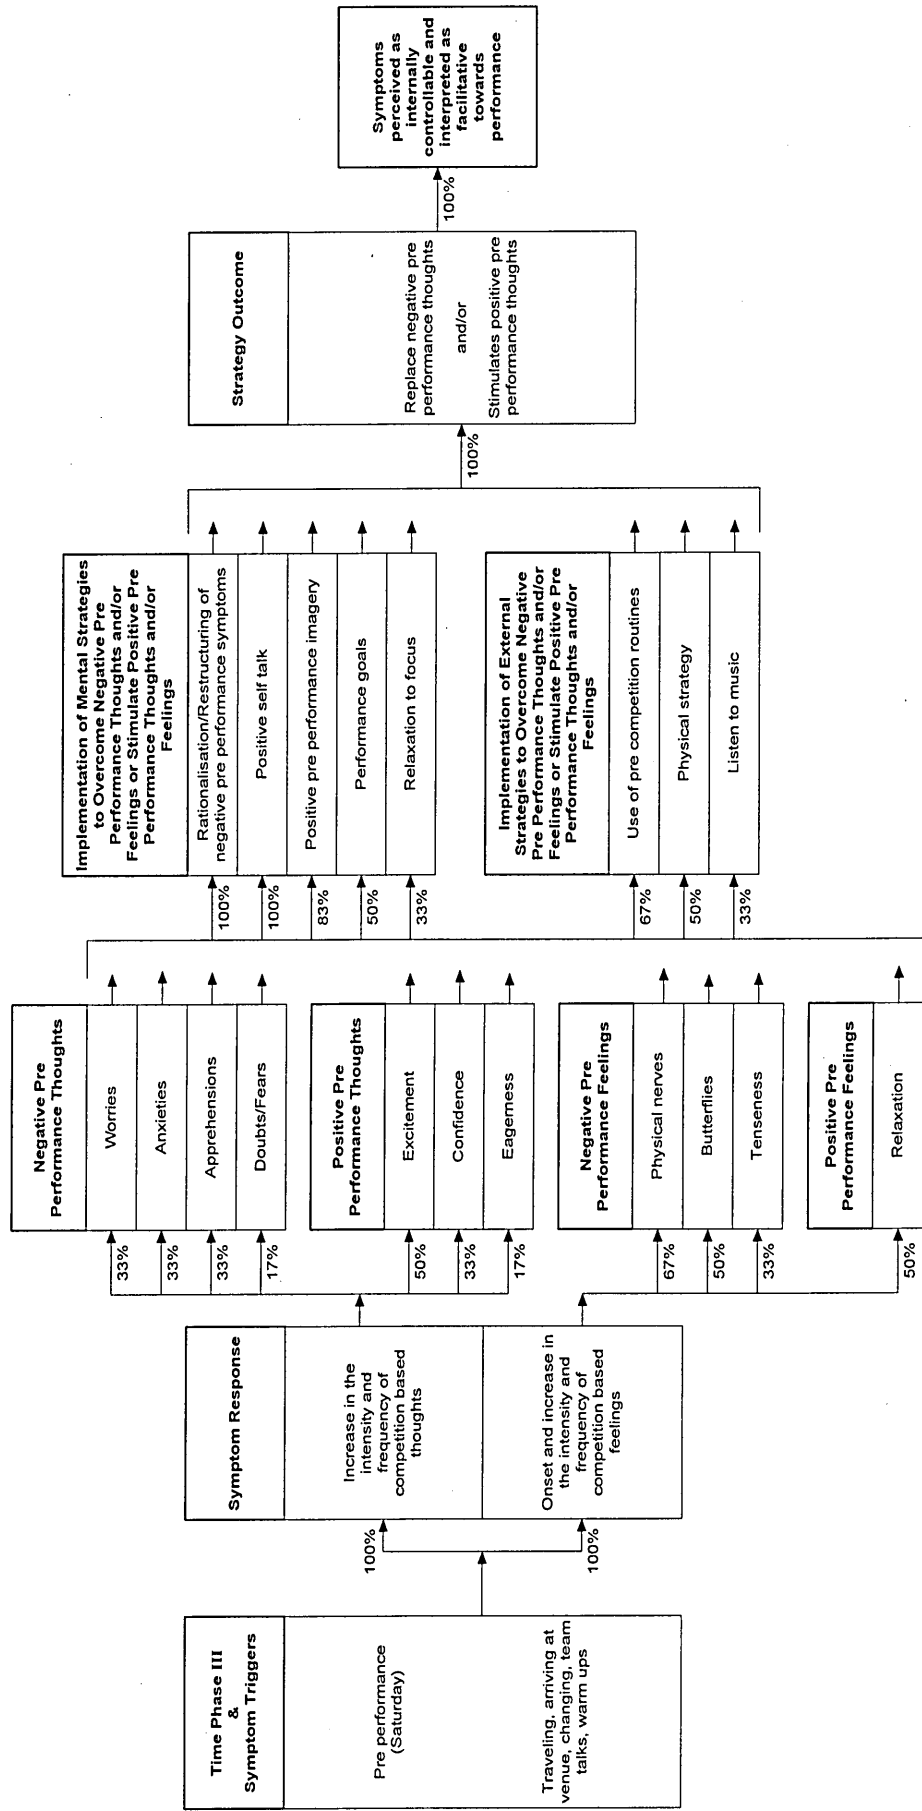 Time Phase III
&
Symptom Triggers
Pre performance
(Saturday)
Traveling, arriving at
venue, changing, team
talks, warm ups
100%
100%
Symptom Response
Increase in the
intensity and
frequency of
competition based
thoughts
Onset and increase in
the intensity and
frequency of
competition based
feelings
33%
33%
33%
17%
50%
33%
17%
67%
50%
33%
50%
Negative Pre
Performance Thoughts
Worries
Anxieties
Apprehensions
Doubts/Fears
Positive Pre
Performance Thoughts
Excitement
Confidence
Eagerness
Negative Pre
Performance Feelings
Physical nerves
Butterflies
Tenseness
Positive Pre
Performance Feelings
Relaxation
100%
100%
83%
50%
33%
67%
50%
33%
Implementation of Mental Strategies
to Overcome Negative Pre
Performance Thoughts and/or
Feelings or Stimulate Positive Pre
Performance Thoughts and/or
Feelings
Rationalisation/Restructuring of
negative pre performance symptoms
Positive self talk
Positive pre performance imagery
Performance goals
Relaxation to focus
Implementation of External
Strategies to Overcome Negative
Pre Performance Thoughts and/or
Feelings or Stimulate Positive Pre
Performance Thoughts and/or
Feelings
Use of pre competition routines
Physical strategy
Listen to music
100%
Strategy Outcome
Replace negative pre
performance thoughts
and/or
Stimulates positive pre
performance thoughts
100%
Symptoms
perceived as
internally
controllable and
interpreted as
facilitative
towards
performance